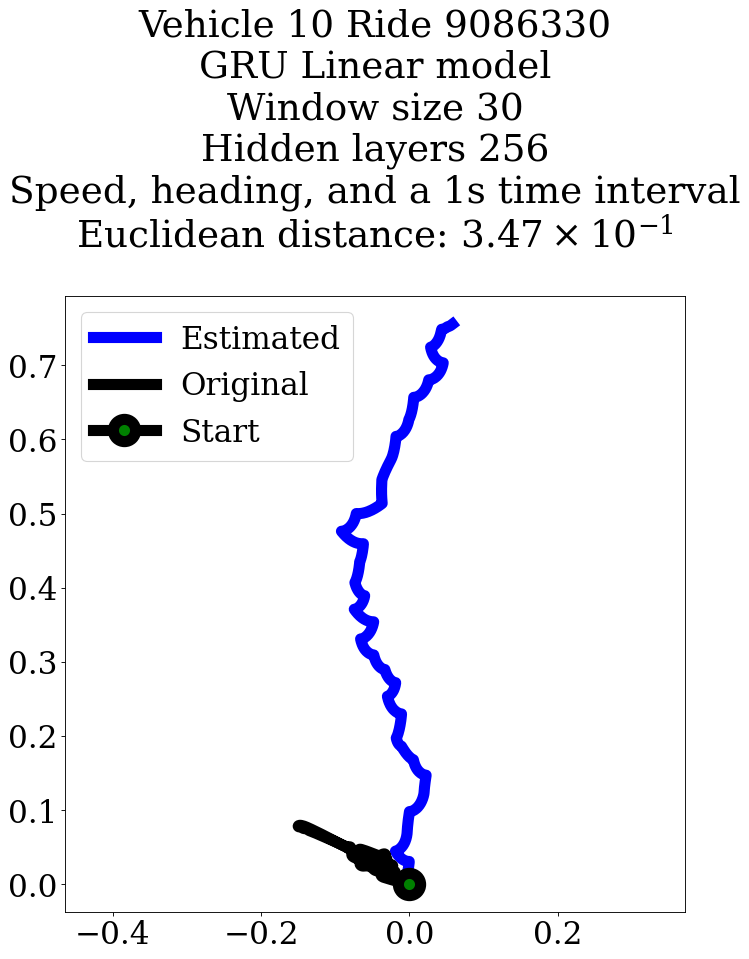 Vehicle 10 Ride 9086330
GRU Linear model
Window size 30
Hidden layers 256
Speed, heading, and a 1s time interval
Euclidean distance: 3.47 × 10⁻¹
Estimated
Original
Start
0.7
0.6
0.5
0.4
0.3
0.2
0.1
0.0
−0.4 −0.2 0.0 0.2